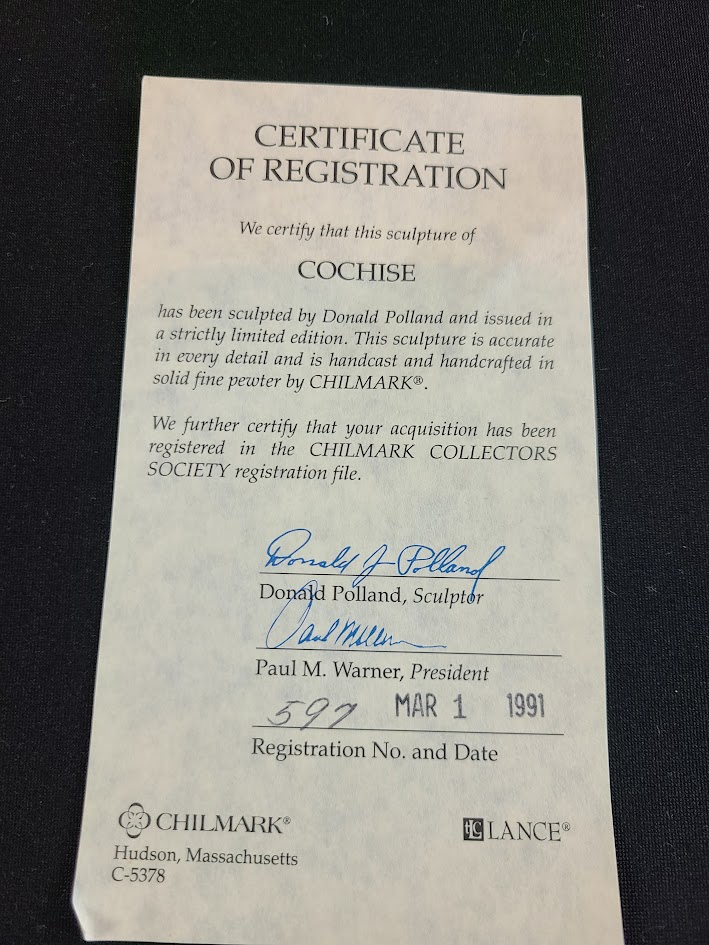 CERTIFICATE
OF REGISTRATION
We certify that this sculpture of
COCHISE
has been sculpted by Donald Polland and issued in
a strictly limited edition. This sculpture is accurate
in every detail and is handcast and handcrafted in
solid fine pewter by CHILMARK®.
We further certify that your acquisition has been
registered in the CHILMARK COLLECTORS
SOCIETY registration file.
Donald J Polland
Donald Polland, Sculptor
Paul M. Warner, President
597 MAR 1 1991
Registration No. and Date
CHILMARK®
Hudson, Massachusetts
C-5378
LANCE®